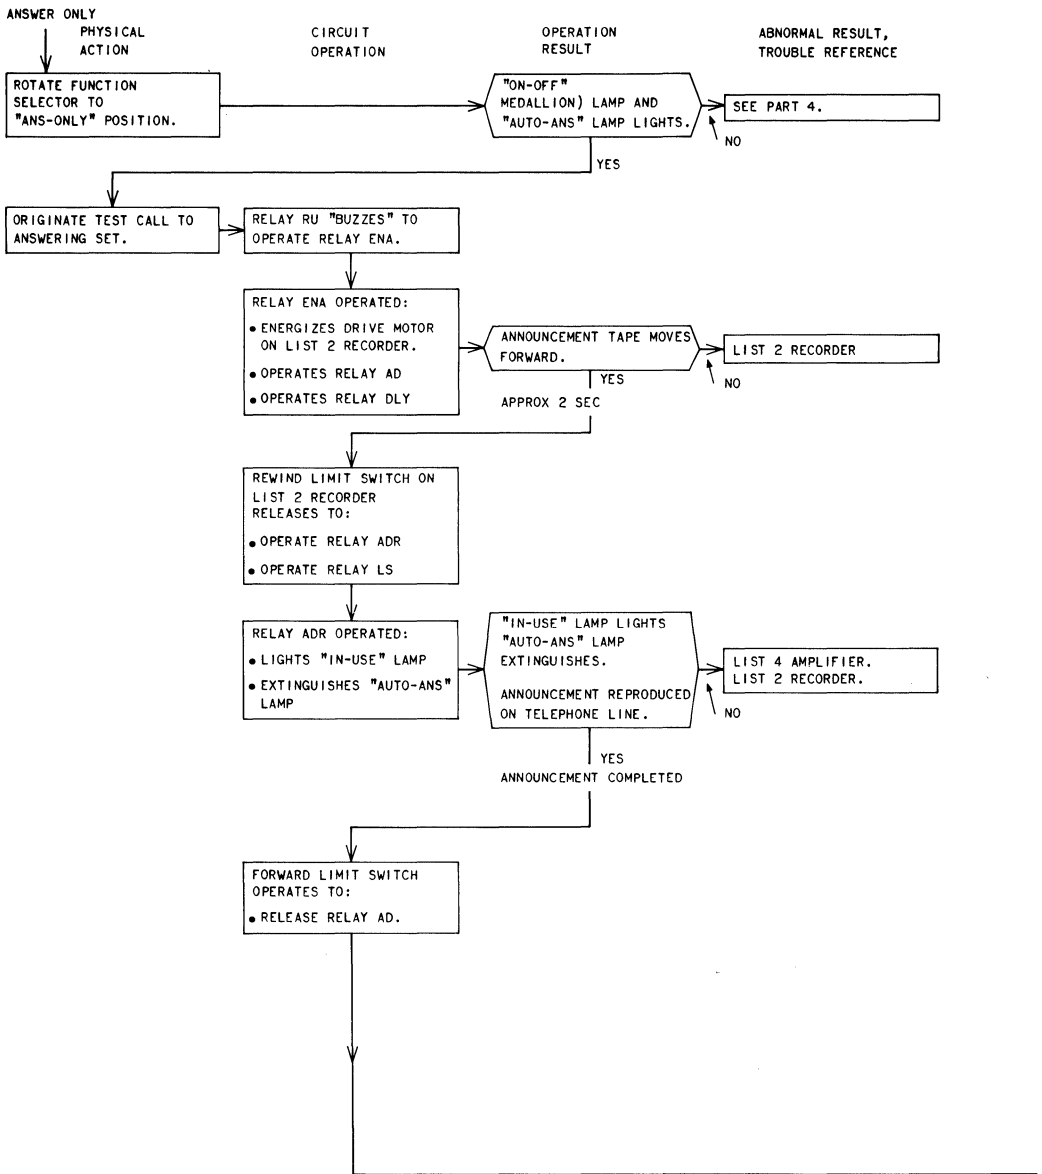 ANSWER ONLY
PHYSICAL
ACTION
CIRCUIT
OPERATION
OPERATION
RESULT
ABNORMAL RESULT,
TROUBLE REFERENCE
ROTATE FUNCTION
SELECTOR TO
"ANS-ONLY" POSITION.
"ON-OFF"
MEDALLION) LAMP AND
"AUTO-ANS" LAMP LIGHTS.
SEE PART 4.
NO
YES
ORIGINATE TEST CALL TO
ANSWERING SET.
RELAY RU "BUZZES" TO
OPERATE RELAY ENA.
RELAY ENA OPERATED:
• ENERGIZES DRIVE MOTOR
ON LIST 2 RECORDER.
• OPERATES RELAY AD
• OPERATES RELAY DLY
ANNOUNCEMENT TAPE MOVES
FORWARD.
LIST 2 RECORDER
NO
YES
APPROX 2 SEC
REWIND LIMIT SWITCH ON
LIST 2 RECORDER
RELEASES TO:
• OPERATE RELAY ADR
• OPERATE RELAY LS
RELAY ADR OPERATED:
• LIGHTS "IN-USE" LAMP
• EXTINGUISHES "AUTO-ANS"
LAMP
"IN-USE" LAMP LIGHTS
"AUTO-ANS" LAMP
EXTINGUISHES.
ANNOUNCEMENT REPRODUCED
ON TELEPHONE LINE.
LIST 4 AMPLIFIER.
LIST 2 RECORDER.
NO
YES
ANNOUNCEMENT COMPLETED
FORWARD LIMIT SWITCH
OPERATES TO:
• RELEASE RELAY AD.